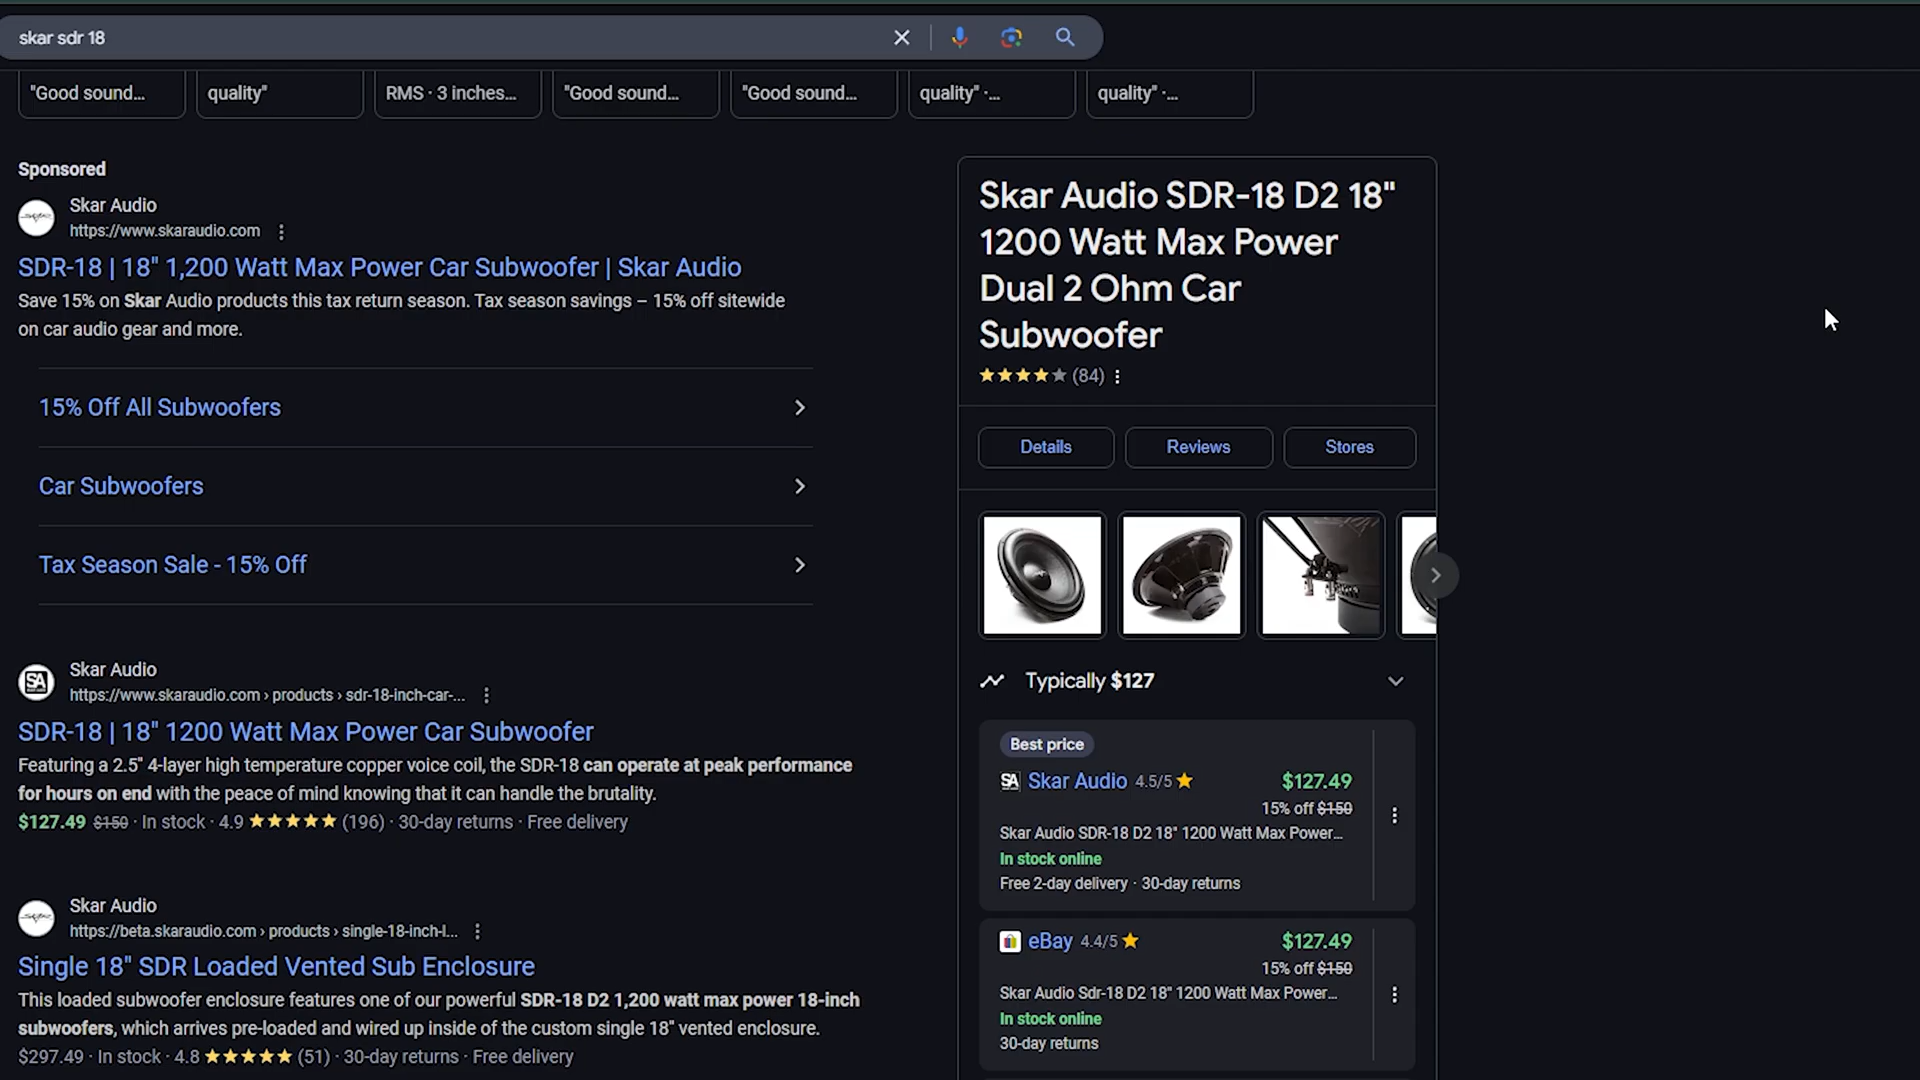 skar sdr 18
"Good sound...
quality"
RMS · 3 inches...
"Good sound...
"Good sound...
quality" ·...
quality" ·...
Sponsored
Skar Audio
https://www.skaraudio.com
SDR-18 | 18" 1,200 Watt Max Power Car Subwoofer | Skar Audio
Save 15% on Skar Audio products this tax return season. Tax season savings – 15% off sitewide
on car audio gear and more.
15% Off All Subwoofers
Car Subwoofers
Tax Season Sale - 15% Off
SA
Skar Audio
https://www.skaraudio.com › products › sdr-18-inch-car-...
SDR-18 | 18" 1200 Watt Max Power Car Subwoofer
Featuring a 2.5" 4-layer high temperature copper voice coil, the SDR-18 can operate at peak performance
for hours on end with the peace of mind knowing that it can handle the brutality.
$127.49 $150 · In stock · 4.9 ★★★★★ (196) · 30-day returns · Free delivery
Skar Audio
https://beta.skaraudio.com › products › single-18-inch-l...
Single 18" SDR Loaded Vented Sub Enclosure
This loaded subwoofer enclosure features one of our powerful SDR-18 D2 1,200 watt max power 18-inch
subwoofers, which arrives pre-loaded and wired up inside of the custom single 18" vented enclosure.
$297.49 · In stock · 4.8 ★★★★★ (51) · 30-day returns · Free delivery
Skar Audio SDR-18 D2 18"
1200 Watt Max Power
Dual 2 Ohm Car
Subwoofer
★★★★★ (84)
Details
Reviews
Stores
Typically $127
Best price
SA Skar Audio 4.5/5 ★ $127.49
15% off $150
Skar Audio SDR-18 D2 18" 1200 Watt Max Power...
In stock online
Free 2-day delivery · 30-day returns
eBay 4.4/5 ★ $127.49
15% off $150
Skar Audio Sdr-18 D2 18" 1200 Watt Max Power...
In stock online
30-day returns